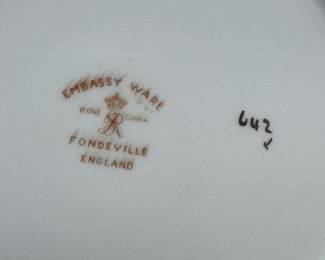 EMBASSY WARE
BONE CHINA
FONDEVILLE
ENGLAND
642